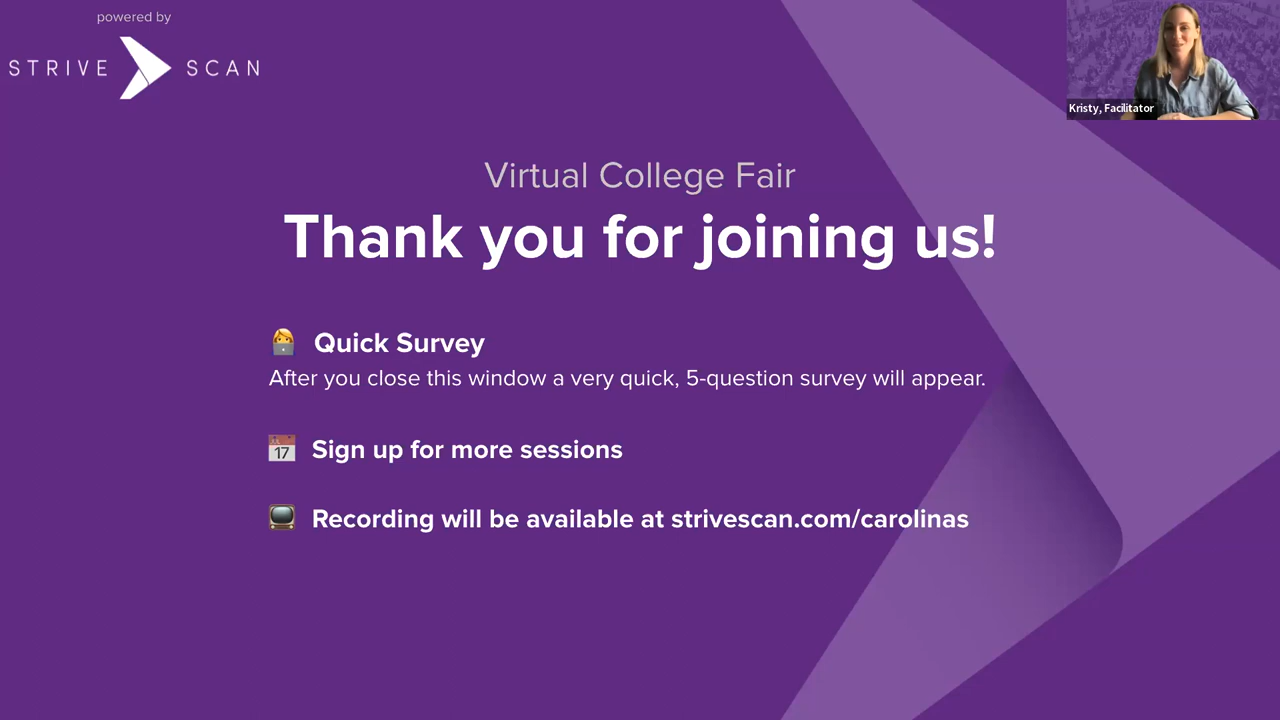 powered by
STRIVE SCAN
Kristy, Facilitator
Virtual College Fair
Thank you for joining us!
Quick Survey
After you close this window a very quick, 5-question survey will appear.
17
Sign up for more sessions
Recording will be available at strivescan.com/carolinas